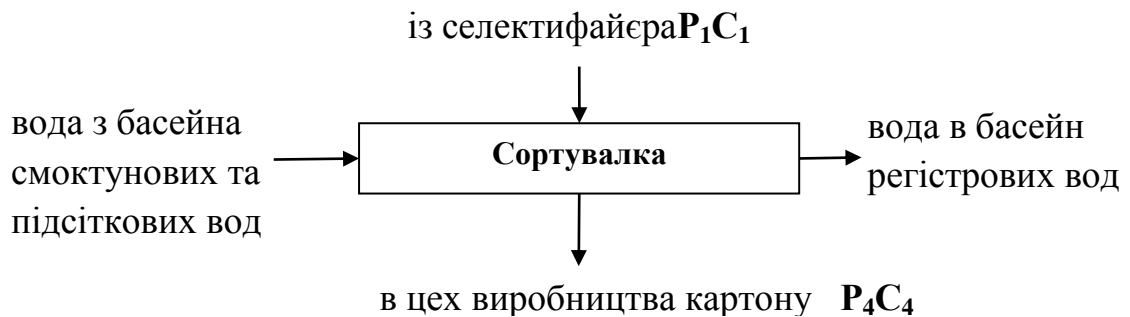 із селектифайєраP₁C₁
вода з басейна
смоктунових та
підсіткових вод
Сортувалка
вода в басейн
регістрових вод
в цех виробництва картону P₄C₄